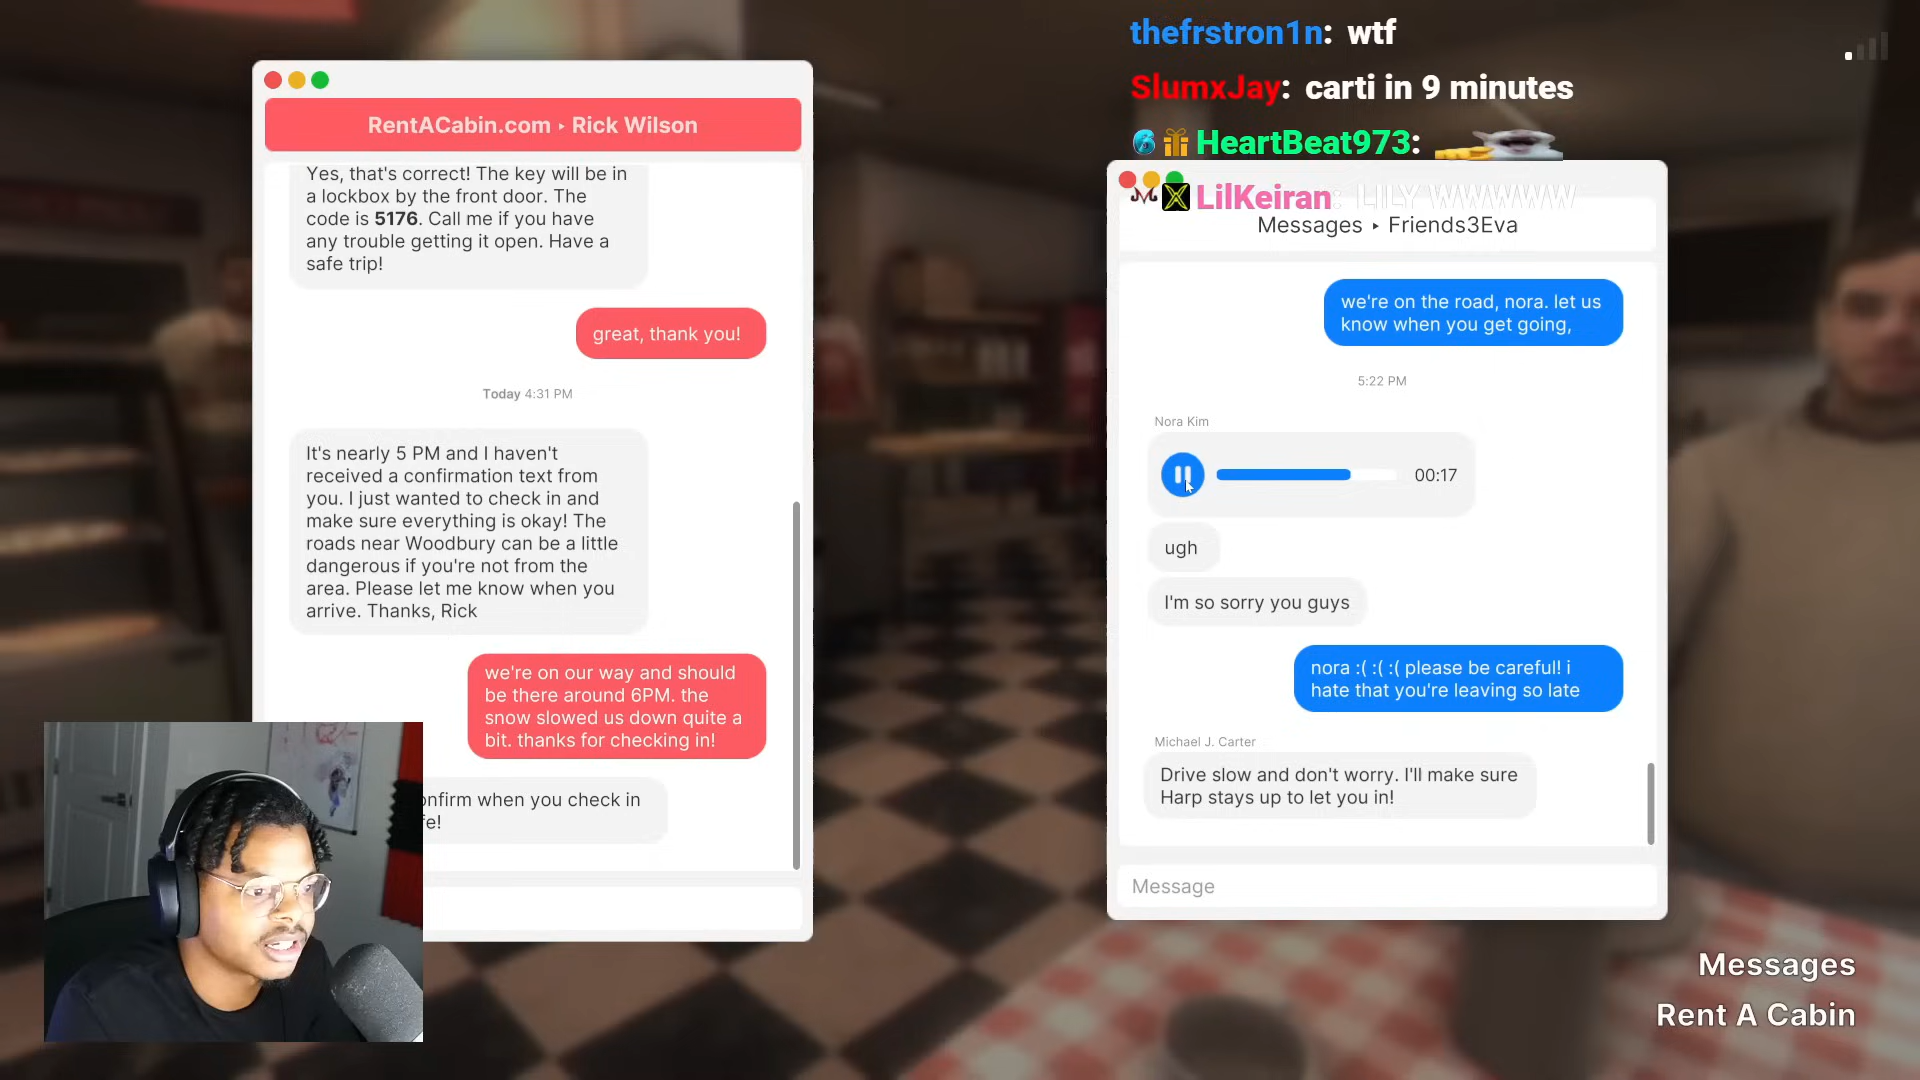 thefrstron1n: wtf
SlumxJay: carti in 9 minutes
HeartBeat973:
LilKeiran: LILY WWWWW
RentACabin.com ‣ Rick Wilson
Yes, that's correct! The key will be in
a lockbox by the front door. The
code is 5176. Call me if you have
any trouble getting it open. Have a
safe trip!
great, thank you!
Today 4:31 PM
It's nearly 5 PM and I haven't
received a confirmation text from
you. I just wanted to check in and
make sure everything is okay! The
roads near Woodbury can be a little
dangerous if you're not from the
area. Please let me know when you
arrive. Thanks, Rick
we're on our way and should
be there around 6PM. the
snow slowed us down quite a
bit. thanks for checking in!
onfirm when you check in
fe!
Messages ‣ Friends3Eva
we're on the road, nora. let us
know when you get going,
5:22 PM
Nora Kim
00:17
ugh
I'm so sorry you guys
nora :( :( :( please be careful! i
hate that you're leaving so late
Michael J. Carter
Drive slow and don't worry. I'll make sure
Harp stays up to let you in!
Message
Messages
Rent A Cabin